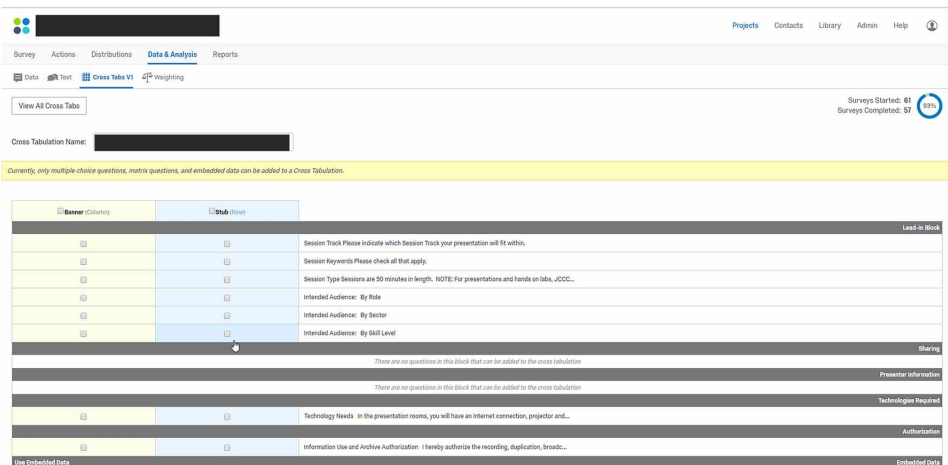 Projects Contacts Library Admin Help
Survey Actions Distributions Data & Analysis Reports
Data Text Cross Tabs V1 Weighting
View All Cross Tabs
Surveys Started: 61
Surveys Completed: 57
93%
Cross Tabulation Name:
Currently, only multiple choice questions, matrix questions, and embedded data can be added to a Cross Tabulation.
Banner (Column) Stub (Row)
Lead-in Block
Session Track Please indicate which Session Track your presentation will fit within.
Session Keywords Please check all that apply.
Session Type Sessions are 50 minutes in length. NOTE: For presentations and hands on labs, JCCC...
Intended Audience: By Role
Intended Audience: By Sector
Intended Audience: By Skill Level
Sharing
There are no questions in this block that can be added to the cross tabulation
Presenter Information
There are no questions in this block that can be added to the cross tabulation
Technologies Required
Technology Needs In the presentation rooms, you will have an Internet connection, projector and...
Authorization
Information Use and Archive Authorization I hereby authorize the recording, duplication, broadc...
Use Embedded Data Embedded Data